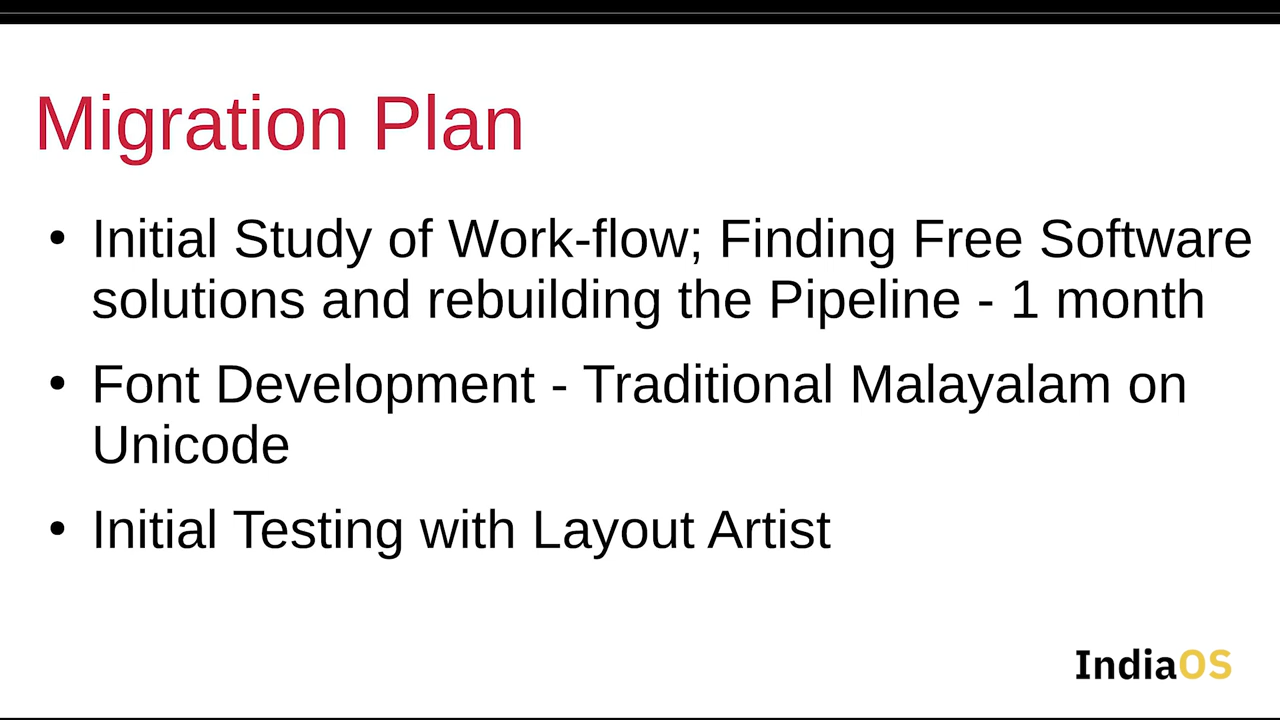 Migration Plan
• Initial Study of Work-flow; Finding Free Software
solutions and rebuilding the Pipeline - 1 month
• Font Development - Traditional Malayalam on
Unicode
• Initial Testing with Layout Artist
IndiaOS